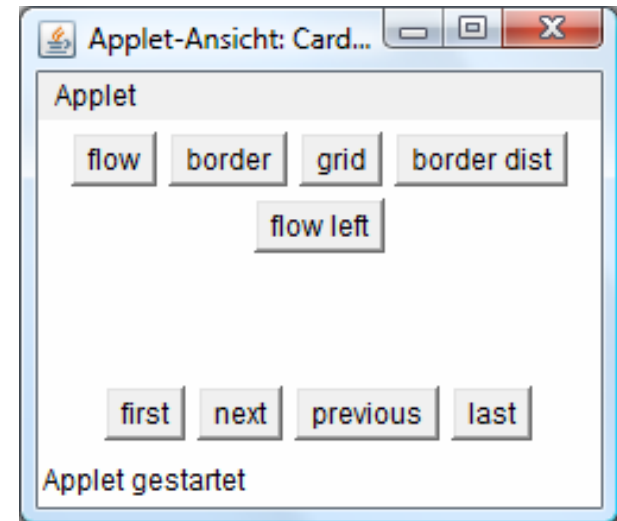 Applet-Ansicht: Card...
Applet
flow border grid border dist
flow left
first next previous last
Applet gestartet